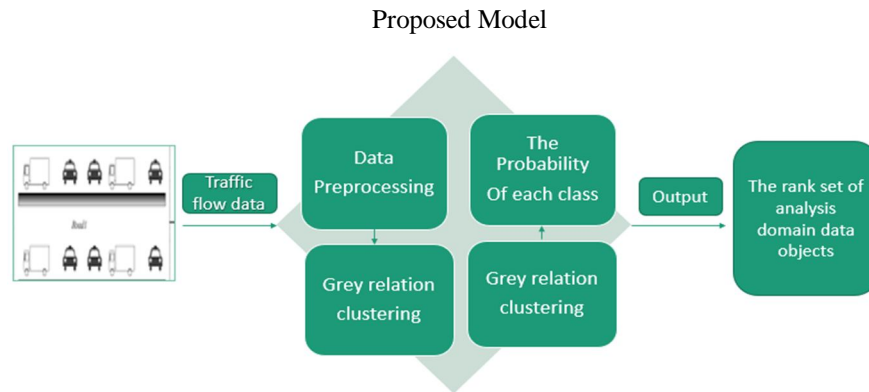 Proposed Model
Traffic
flow data
Data
Preprocessing
Grey relation
clustering
The
Probability
Of each class
Grey relation
clustering
Output
The rank set of
analysis
domain data
objects
Road1